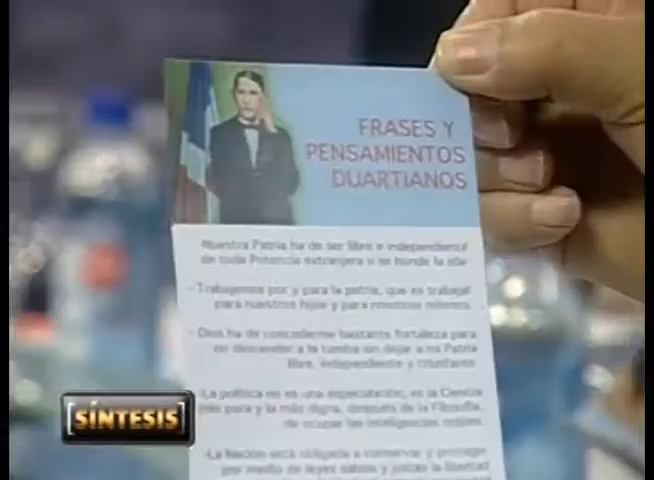 FRASES Y
PENSAMIENTOS
DUARTIANOS
-Nuestra Patria ha de ser libre e independiente
de toda Potencia extranjera o se hunde la isla
- Trabajemos por y para la patria, que es trabajar
para nuestros hijos y para nosotros mismos.
- Dios ha de concederme bastante fortaleza para
no descender a la tumba sin dejar a mi Patria
libre, independiente y triunfante.
-La política no es una especulación; es la Ciencia
más pura y la más digna, después de la Filosofía,
de ocupar las inteligencias nobles.
-La Nación está obligada a conservar y proteger
por medio de leyes sabias y justas la libertad
SÍNTESIS